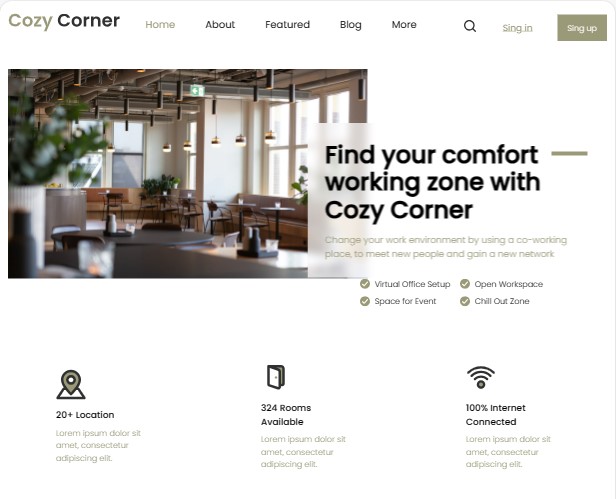 Cozy Corner
Home About Featured Blog More
Sing in
Sing up
Find your comfort
working zone with
Cozy Corner
Change your work environment by using a co-working
place, to meet new people and gain a new network
Virtual Office Setup Open Workspace
Space for Event Chill Out Zone
20+ Location
Lorem ipsum dolor sit
amet, consectetur
adipiscing elit.
324 Rooms
Available
Lorem ipsum dolor sit
amet, consectetur
adipiscing elit.
100% Internet
Connected
Lorem ipsum dolor sit
amet, consectetur
adipiscing elit.